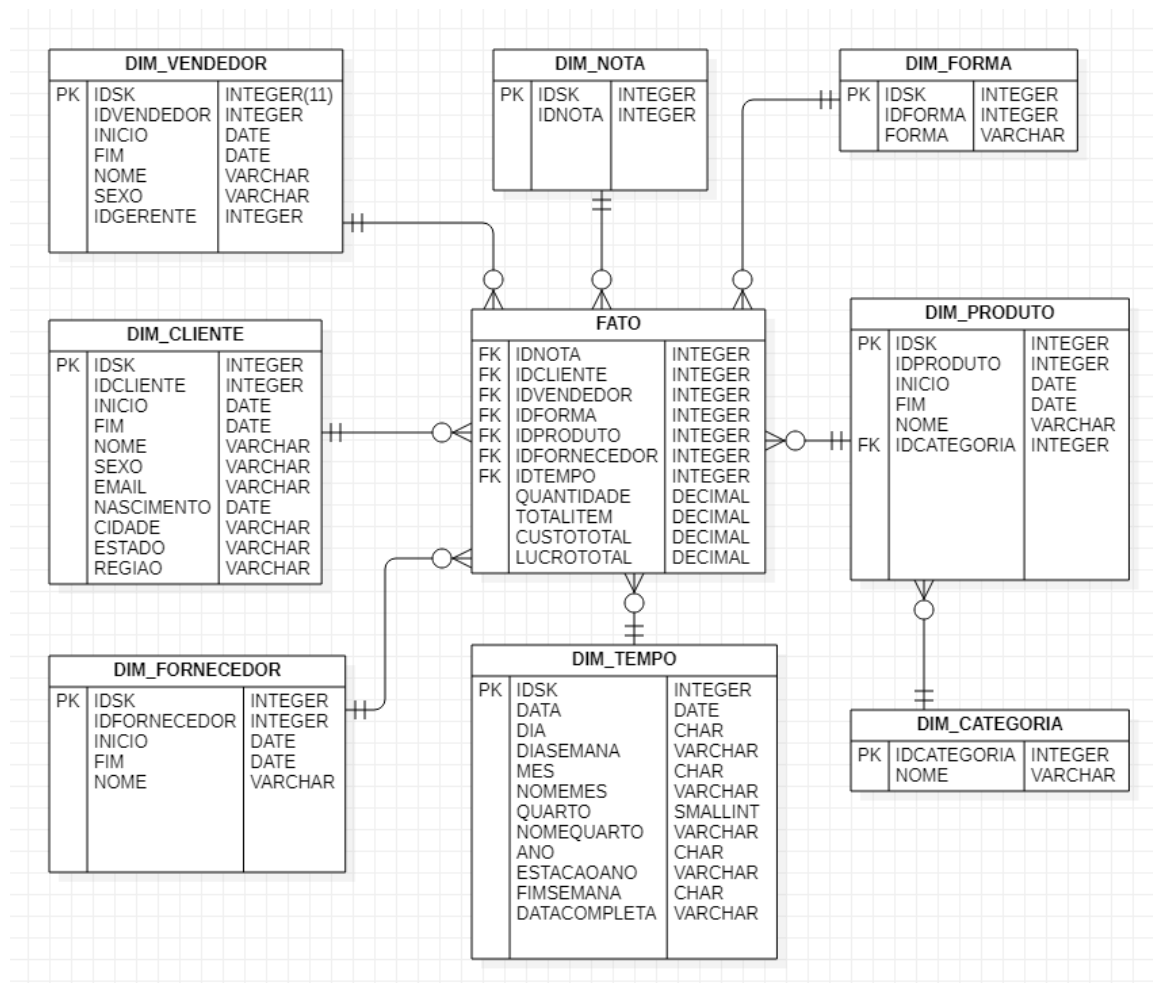 DIM_VENDEDOR
PK IDSK INTEGER(11)
IDVENDEDOR INTEGER
INICIO DATE
FIM DATE
NOME VARCHAR
SEXO VARCHAR
IDGERENTE INTEGER
DIM_NOTA
PK IDSK INTEGER
IDNOTA INTEGER
DIM_FORMA
PK IDSK INTEGER
IDFORMA INTEGER
FORMA VARCHAR
DIM_CLIENTE
PK IDSK INTEGER
IDCLIENTE INTEGER
INICIO DATE
FIM DATE
NOME VARCHAR
SEXO VARCHAR
EMAIL VARCHAR
NASCIMENTO DATE
CIDADE VARCHAR
ESTADO VARCHAR
REGIAO VARCHAR
FATO
FK IDNOTA INTEGER
FK IDCLIENTE INTEGER
FK IDVENDEDOR INTEGER
FK IDFORMA INTEGER
FK IDPRODUTO INTEGER
FK IDFORNECEDOR INTEGER
FK IDTEMPO INTEGER
QUANTIDADE DECIMAL
TOTALITEM DECIMAL
CUSTOTOTAL DECIMAL
LUCROTOTAL DECIMAL
DIM_PRODUTO
PK IDSK INTEGER
IDPRODUTO INTEGER
INICIO DATE
FIM DATE
NOME VARCHAR
FK IDCATEGORIA INTEGER
DIM_FORNECEDOR
PK IDSK INTEGER
IDFORNECEDOR INTEGER
INICIO DATE
FIM DATE
NOME VARCHAR
DIM_TEMPO
PK IDSK INTEGER
DATA DATE
DIA CHAR
DIASEMANA VARCHAR
MES CHAR
NOMEMES VARCHAR
QUARTO SMALLINT
NOMEQUARTO VARCHAR
ANO CHAR
ESTACAOANO VARCHAR
FIMSEMANA CHAR
DATACOMPLETA VARCHAR
DIM_CATEGORIA
PK IDCATEGORIA INTEGER
NOME VARCHAR